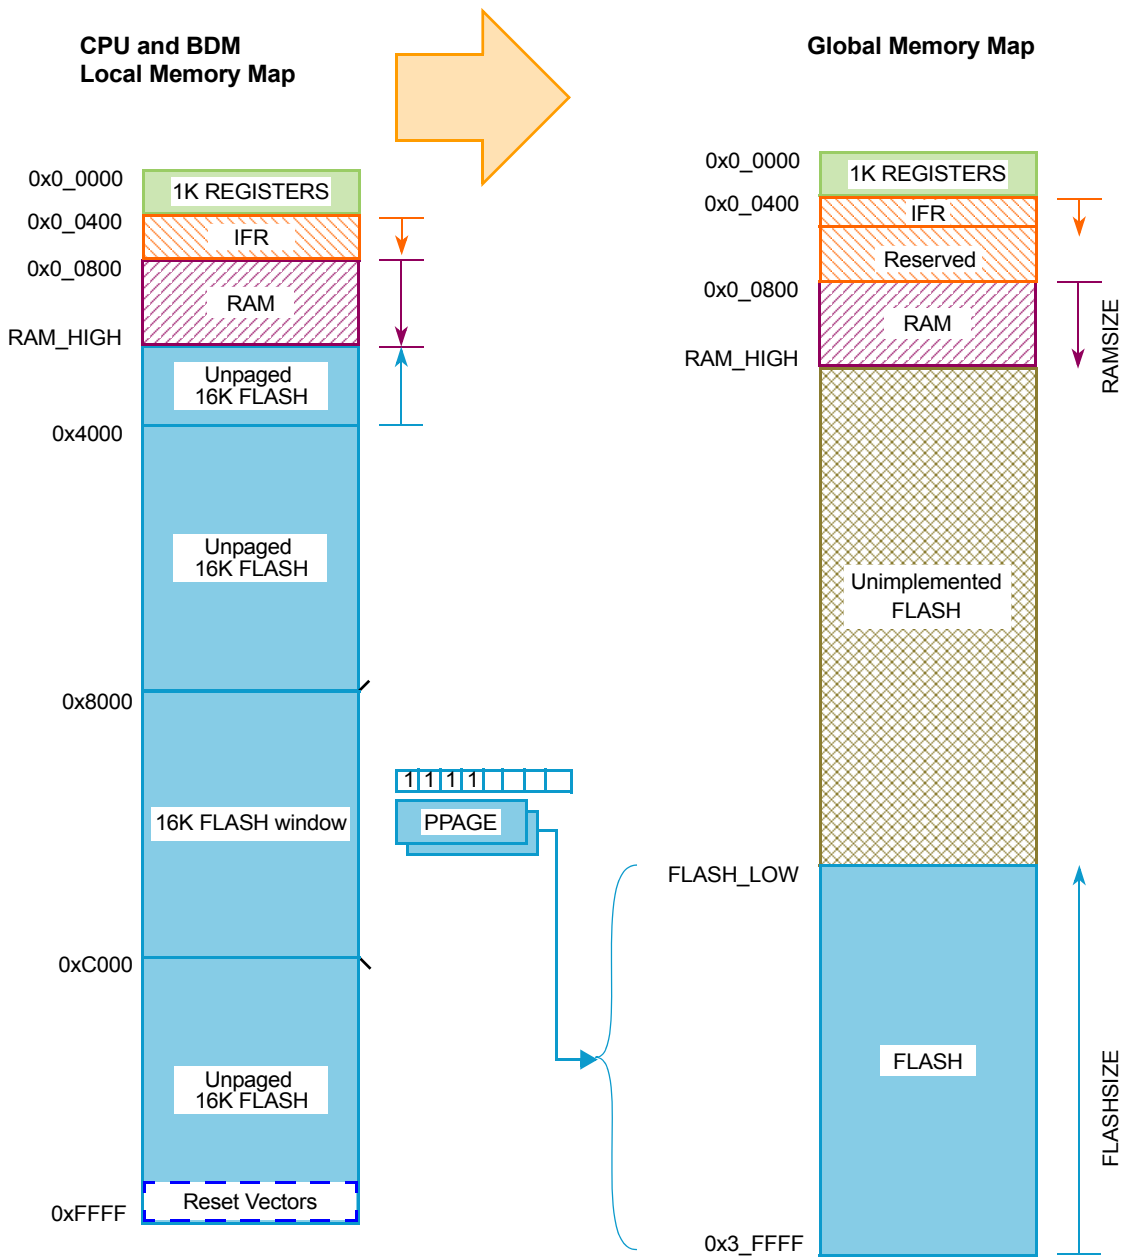 CPU and BDM
Local Memory Map
0x0_0000
1K REGISTERS
0x0_0400
IFR
0x0_0800
RAM
RAM_HIGH
Unpaged
16K FLASH
0x4000
Unpaged
16K FLASH
0x8000
16K FLASH window
0xC000
Unpaged
16K FLASH
Reset Vectors
0xFFFF
1 1 1 1
PPAGE
Global Memory Map
0x0_0000
1K REGISTERS
0x0_0400
IFR
Reserved
0x0_0800
RAM
RAM_HIGH
RAMSIZE
Unimplemented
FLASH
FLASH_LOW
FLASH
FLASHSIZE
0x3_FFFF